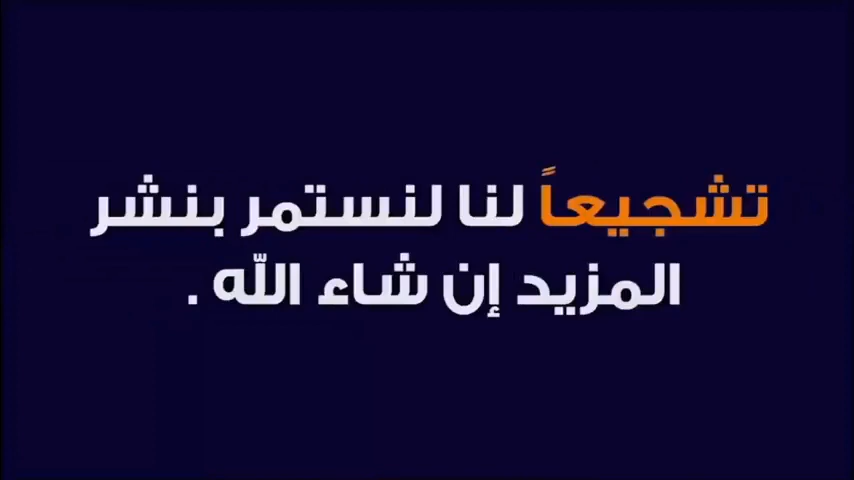 تشجيعاً لنا لنستمر بنشر
المزيد إن شاء الله .